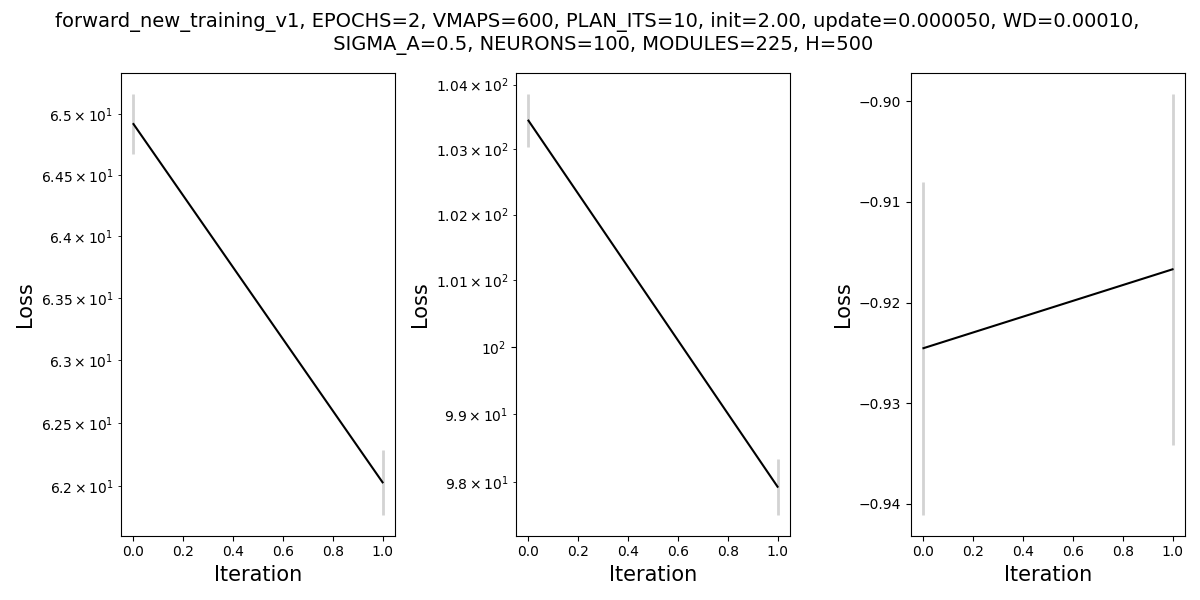 forward_new_training_v1, EPOCHS=2, VMAPS=600, PLAN_ITS=10, init=2.00, update=0.000050, WD=0.00010,
SIGMA_A=0.5, NEURONS=100, MODULES=225, H=500
Loss
6.5 × 10¹
6.45 × 10¹
6.4 × 10¹
6.35 × 10¹
6.3 × 10¹
6.25 × 10¹
6.2 × 10¹
0.0 0.2 0.4 0.6 0.8 1.0
Iteration
Loss
1.04 × 10²
1.03 × 10²
1.02 × 10²
1.01 × 10²
10²
9.9 × 10¹
9.8 × 10¹
0.0 0.2 0.4 0.6 0.8 1.0
Iteration
Loss
−0.90
−0.91
−0.92
−0.93
−0.94
0.0 0.2 0.4 0.6 0.8 1.0
Iteration